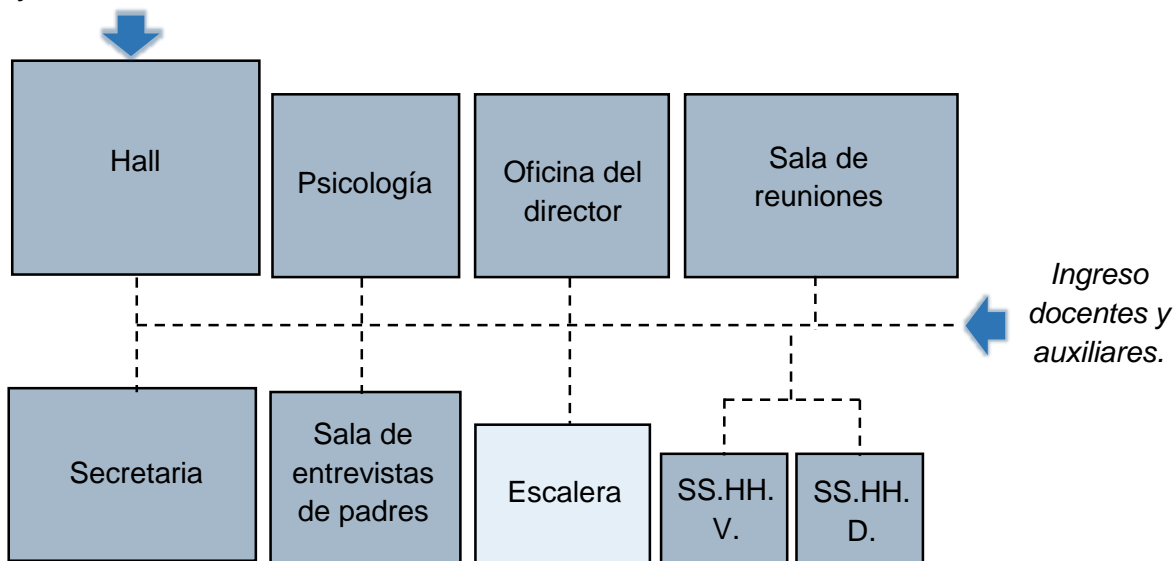 Hall
Psicología
Oficina del
director
Sala de
reuniones
Ingreso
docentes y
auxiliares.
Secretaria
Sala de
entrevistas
de padres
Escalera
SS.HH.
V.
SS.HH.
D.